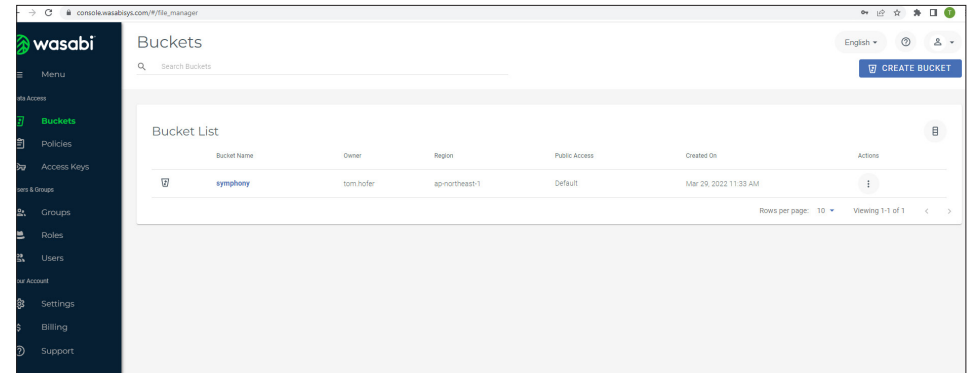 console.wasabisys.com/#/file_manager
T
wasabi
Menu
ata Access
Buckets
Policies
Access Keys
sers & Groups
Groups
Roles
Users
our Account
Settings
Billing
Support
Buckets
Search Buckets
English
CREATE BUCKET
Bucket List
Bucket Name Owner Region Public Access Created On Actions
symphony tom.hofer ap-northeast-1 Default Mar 29, 2022 11:33 AM
Rows per page: 10 Viewing 1-1 of 1